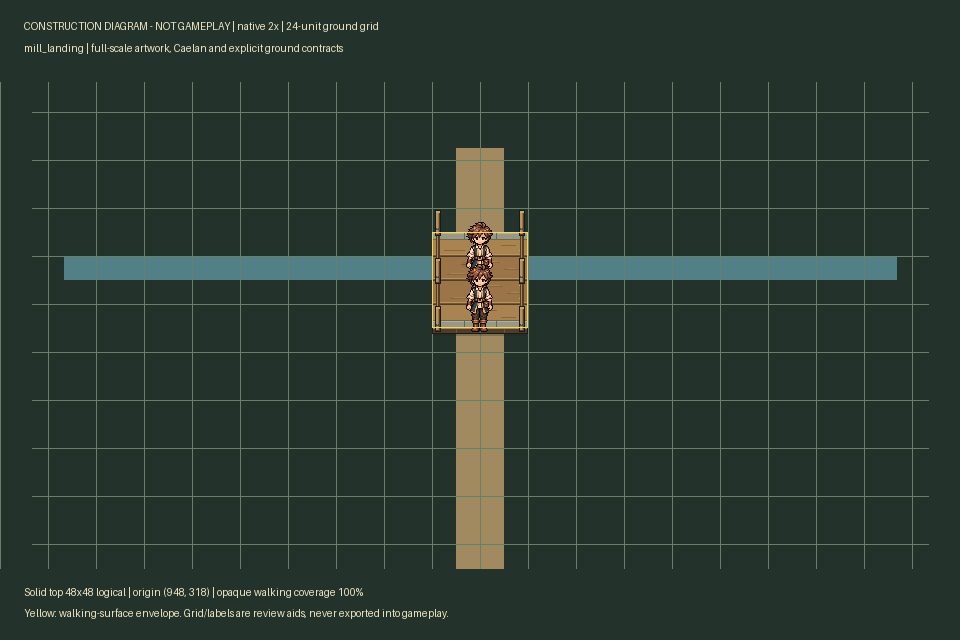 CONSTRUCTION DIAGRAM - NOT GAMEPLAY | native 2x | 24-unit ground grid
mill_landing | full-scale artwork, Caelan and explicit ground contracts
Solid top 48x48 logical | origin (948, 318) | opaque walking coverage 100%
Yellow: walking-surface envelope. Grid/labels are review aids, never exported into gameplay.